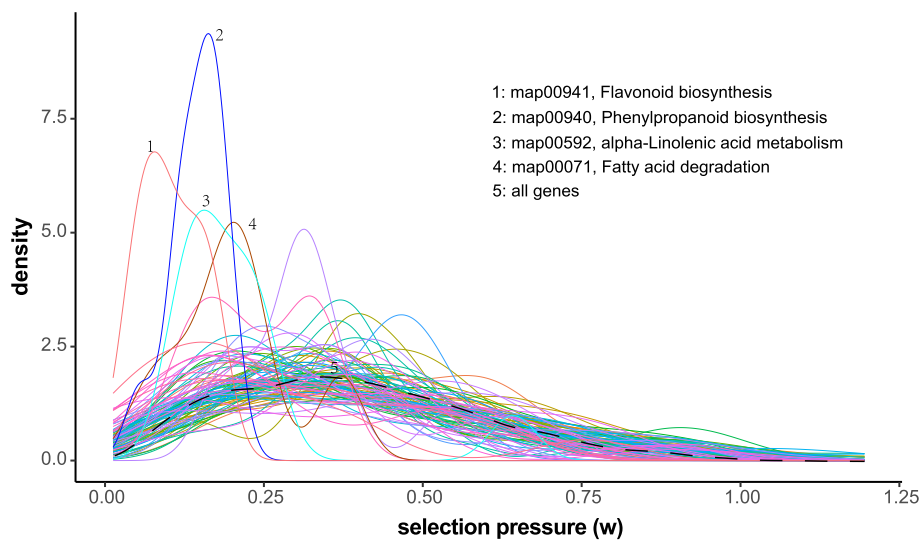 2
1
3
4
5
1: map00941, Flavonoid biosynthesis
2: map00940, Phenylpropanoid biosynthesis
3: map00592, alpha-Linolenic acid metabolism
4: map00071, Fatty acid degradation
5: all genes
density
7.5
5.0
2.5
0.0
0.00 0.25 0.50 0.75 1.00 1.25
selection pressure (w)